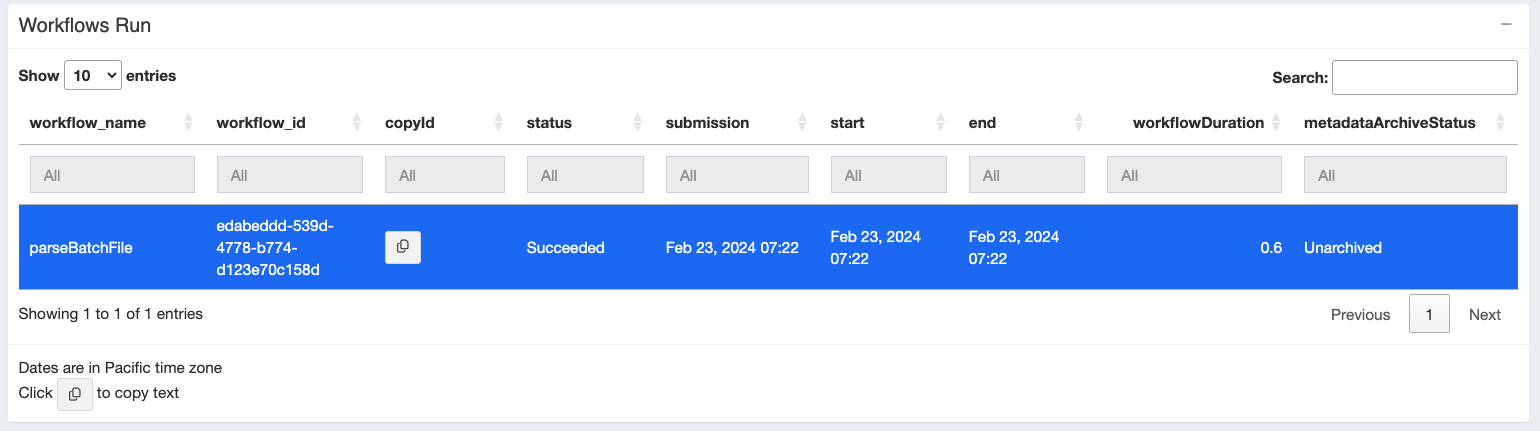 Workflows Run
Show 10 entries Search:
workflow_name workflow_id copyId status submission start end workflowDuration metadataArchiveStatus
All All All All All All All All All
parseBatchFile edabeddd-539d-4778-b774-d123e70c158d Succeeded Feb 23, 2024 07:22 Feb 23, 2024 07:22 Feb 23, 2024 07:22 0.6 Unarchived
Showing 1 to 1 of 1 entries Previous 1 Next
Dates are in Pacific time zone
Click to copy text